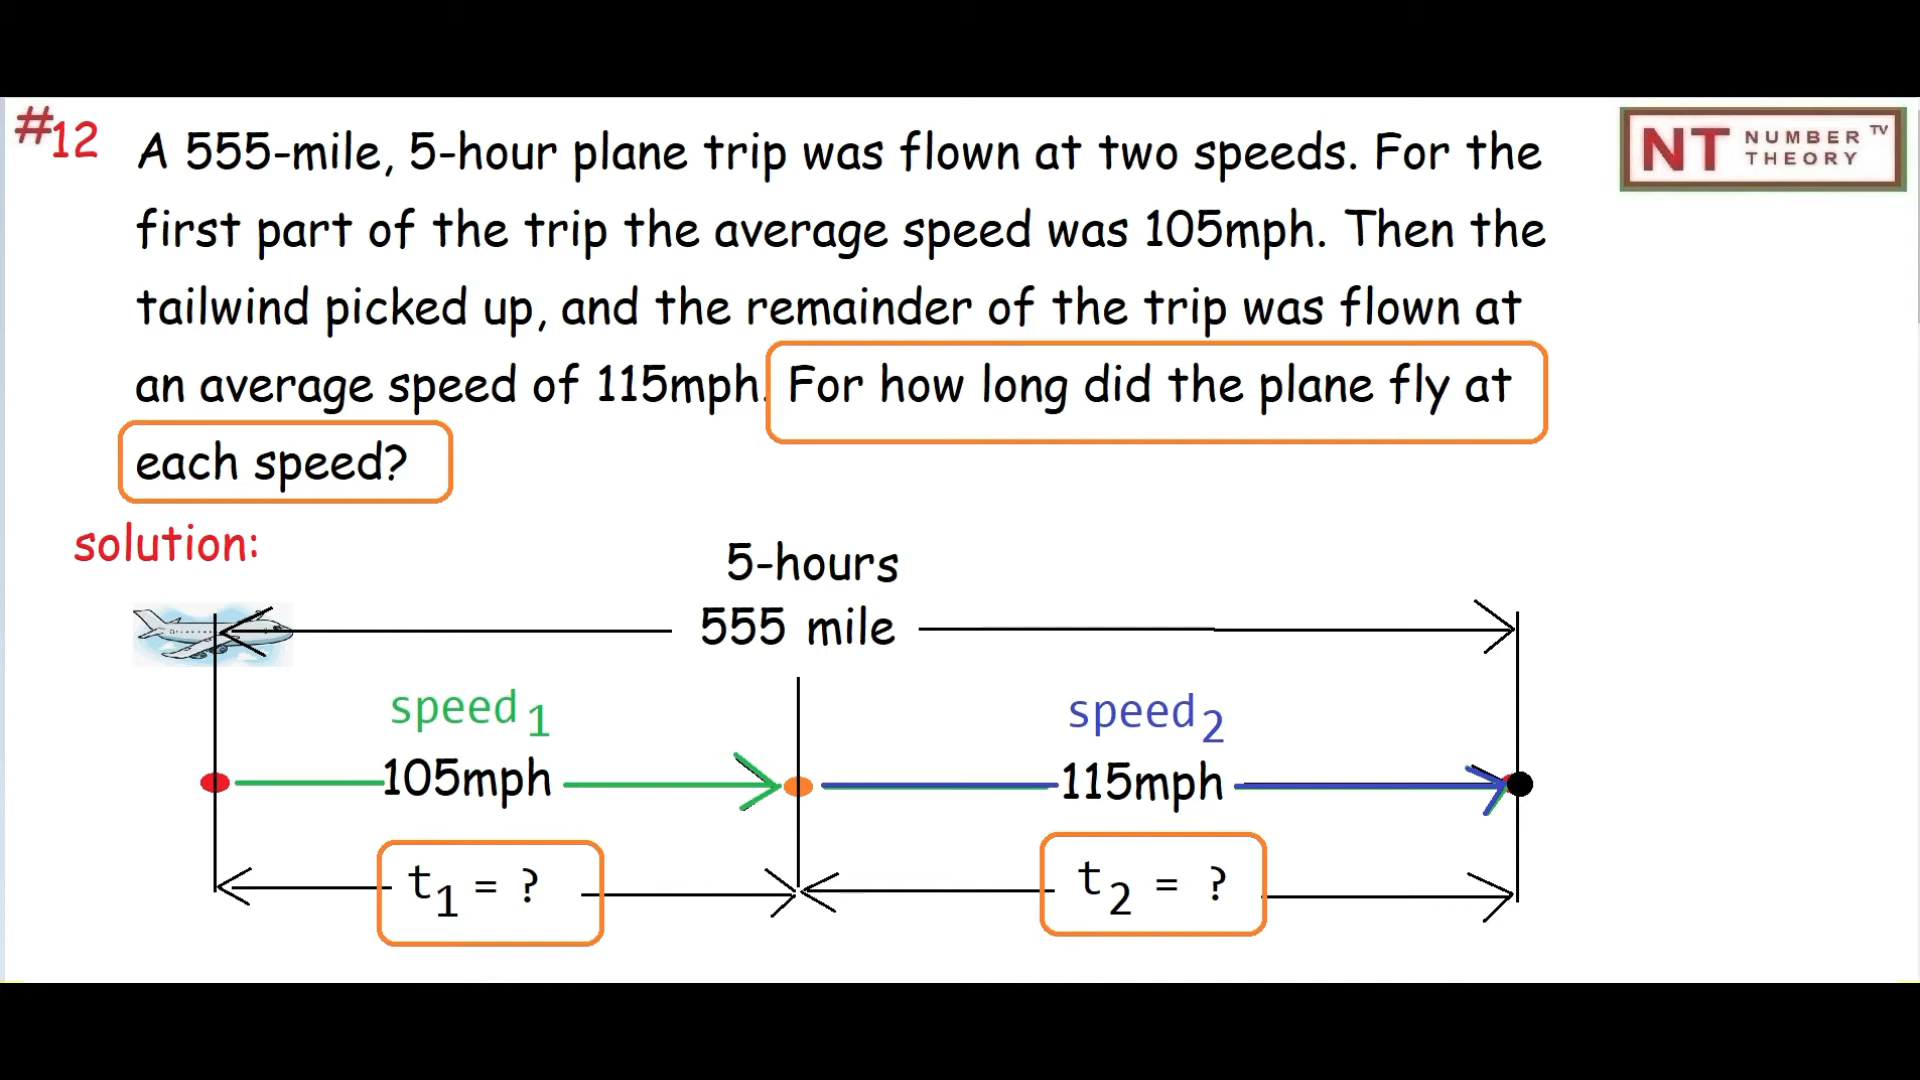 #12
A 555-mile, 5-hour plane trip was flown at two speeds. For the
first part of the trip the average speed was 105mph. Then the
tailwind picked up, and the remainder of the trip was flown at
an average speed of 115mph. For how long did the plane fly at
each speed?
NT NUMBER THEORY TV
solution:
5-hours
555 mile
speed1
speed2
105mph
115mph
t1 = ?
t2 = ?